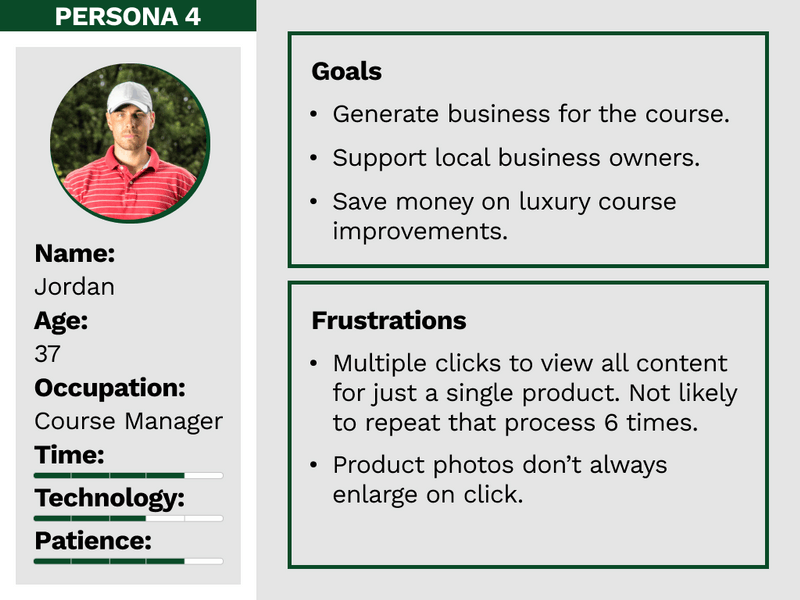 PERSONA 4
Name:
Jordan
Age:
37
Occupation:
Course Manager
Time:
Technology:
Patience:
Goals
• Generate business for the course.
• Support local business owners.
• Save money on luxury course
improvements.
Frustrations
• Multiple clicks to view all content
for just a single product. Not likely
to repeat that process 6 times.
• Product photos don’t always
enlarge on click.